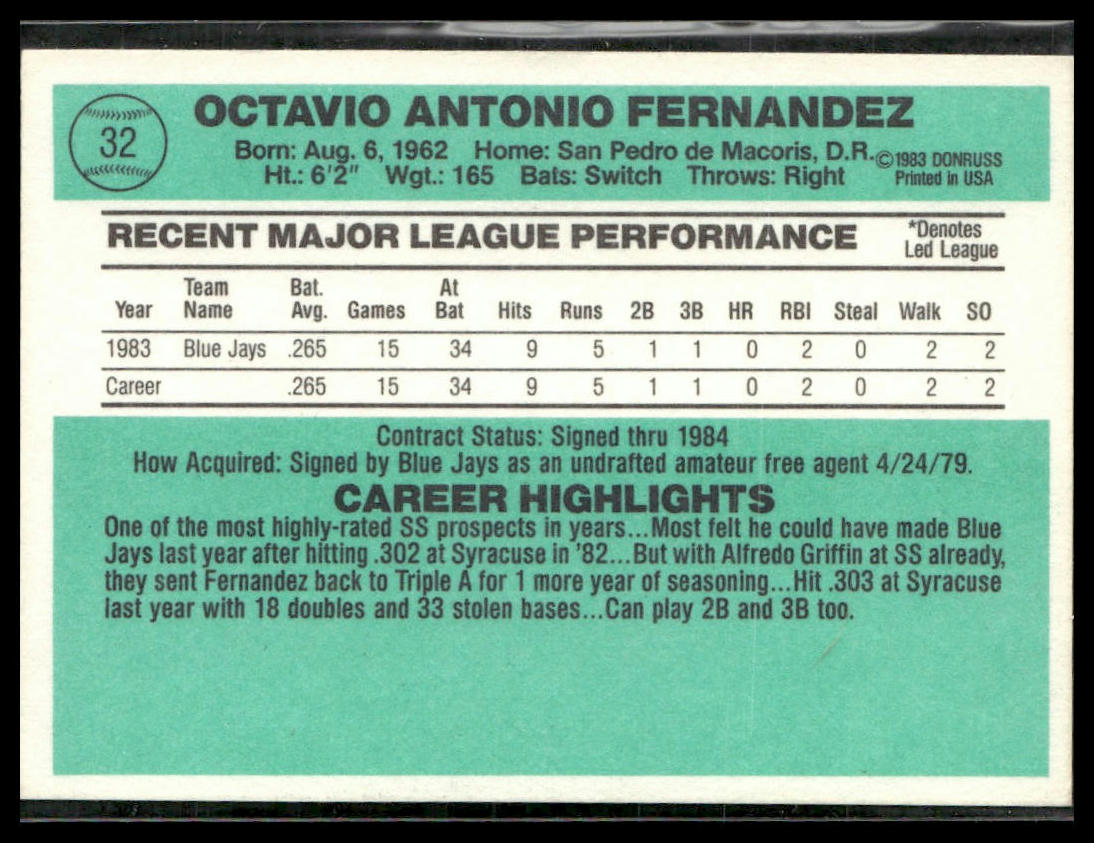 32
OCTAVIO ANTONIO FERNANDEZ
Born: Aug. 6, 1962 Home: San Pedro de Macoris, D.R.
©1983 DONRUSS
Ht.: 6'2" Wgt.: 165 Bats: Switch Throws: Right
Printed in USA
RECENT MAJOR LEAGUE PERFORMANCE
*Denotes
Led League
Year Team Name Bat. Avg. Games At Bat Hits Runs 2B 3B HR RBI Steal Walk SO
1983 Blue Jays .265 15 34 9 5 1 1 0 2 0 2 2
Career .265 15 34 9 5 1 1 0 2 0 2 2
Contract Status: Signed thru 1984
How Acquired: Signed by Blue Jays as an undrafted amateur free agent 4/24/79.
CAREER HIGHLIGHTS
One of the most highly-rated SS prospects in years...Most felt he could have made Blue
Jays last year after hitting .302 at Syracuse in '82...But with Alfredo Griffin at SS already,
they sent Fernandez back to Triple A for 1 more year of seasoning...Hit .303 at Syracuse
last year with 18 doubles and 33 stolen bases...Can play 2B and 3B too.